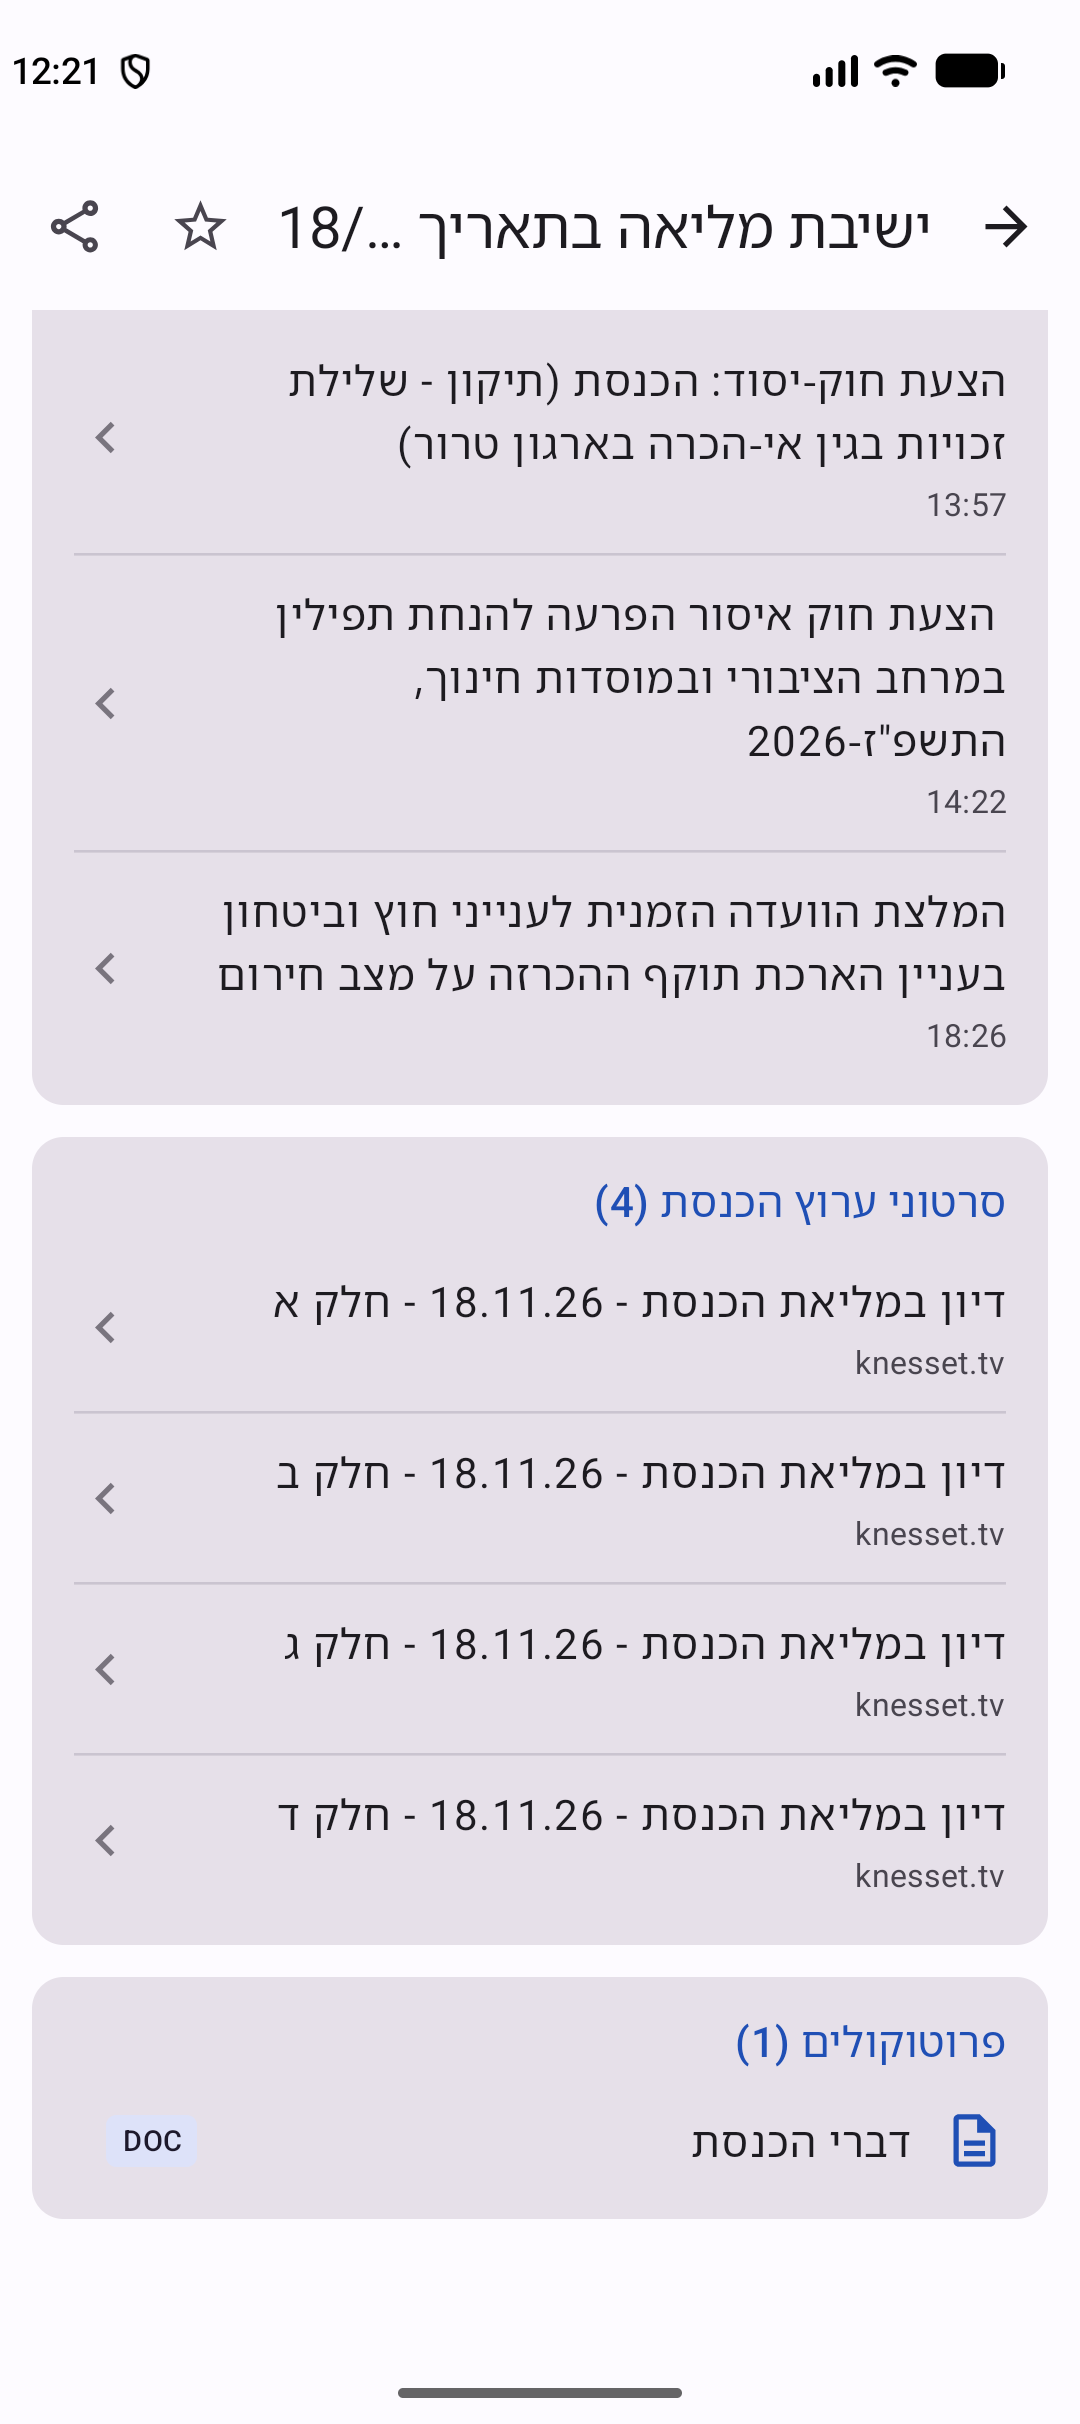 12:21
ישיבת מליאה בתאריך 18/...
הצעת חוק-יסוד: הכנסת (תיקון - שלילת
זכויות בגין אי-הכרה בארגון טרור)
13:57
הצעת חוק איסור הפרעה להנחת תפילין
במרחב הציבורי ובמוסדות חינוך,
התשפ"ז-2026
14:22
המלצת הוועדה הזמנית לענייני חוץ וביטחון
בעניין הארכת תוקף ההכרזה על מצב חירום
18:26
סרטוני ערוץ הכנסת (4)
דיון במליאת הכנסת - 18.11.26 - חלק א
knesset.tv
דיון במליאת הכנסת - 18.11.26 - חלק ב
knesset.tv
דיון במליאת הכנסת - 18.11.26 - חלק ג
knesset.tv
דיון במליאת הכנסת - 18.11.26 - חלק ד
knesset.tv
פרוטוקולים (1)
דברי הכנסת
DOC